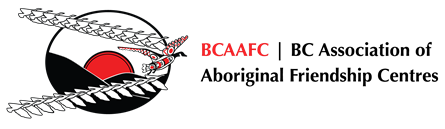 BCAAFC | BC Association of
Aboriginal Friendship Centres